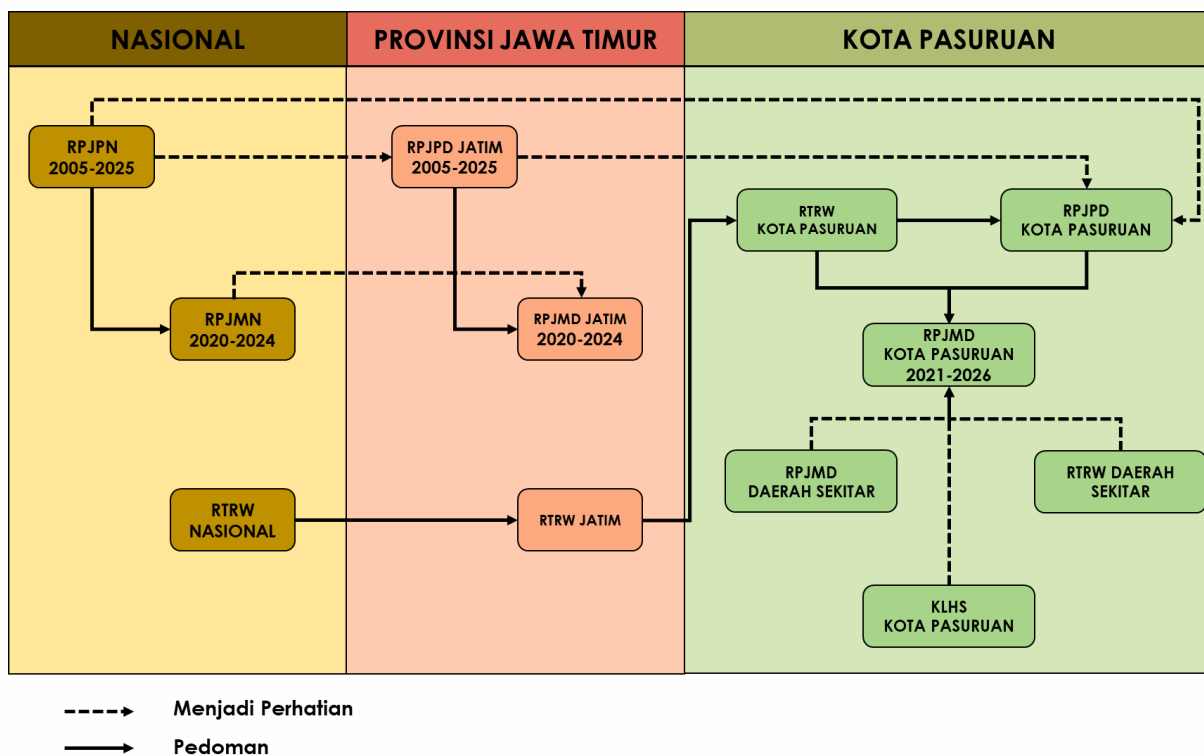 NASIONAL
PROVINSI JAWA TIMUR
KOTA PASURUAN
RPJPN
2005-2025
RPJPD JATIM
2005-2025
RTRW
KOTA PASURUAN
RPJPD
KOTA PASURUAN
RPJMN
2020-2024
RPJMD JATIM
2020-2024
RPJMD
KOTA PASURUAN
2021-2026
RPJMD
DAERAH SEKITAR
RTRW DAERAH
SEKITAR
RTRW
NASIONAL
RTRW JATIM
KLHS
KOTA PASURUAN
Menjadi Perhatian
Pedoman